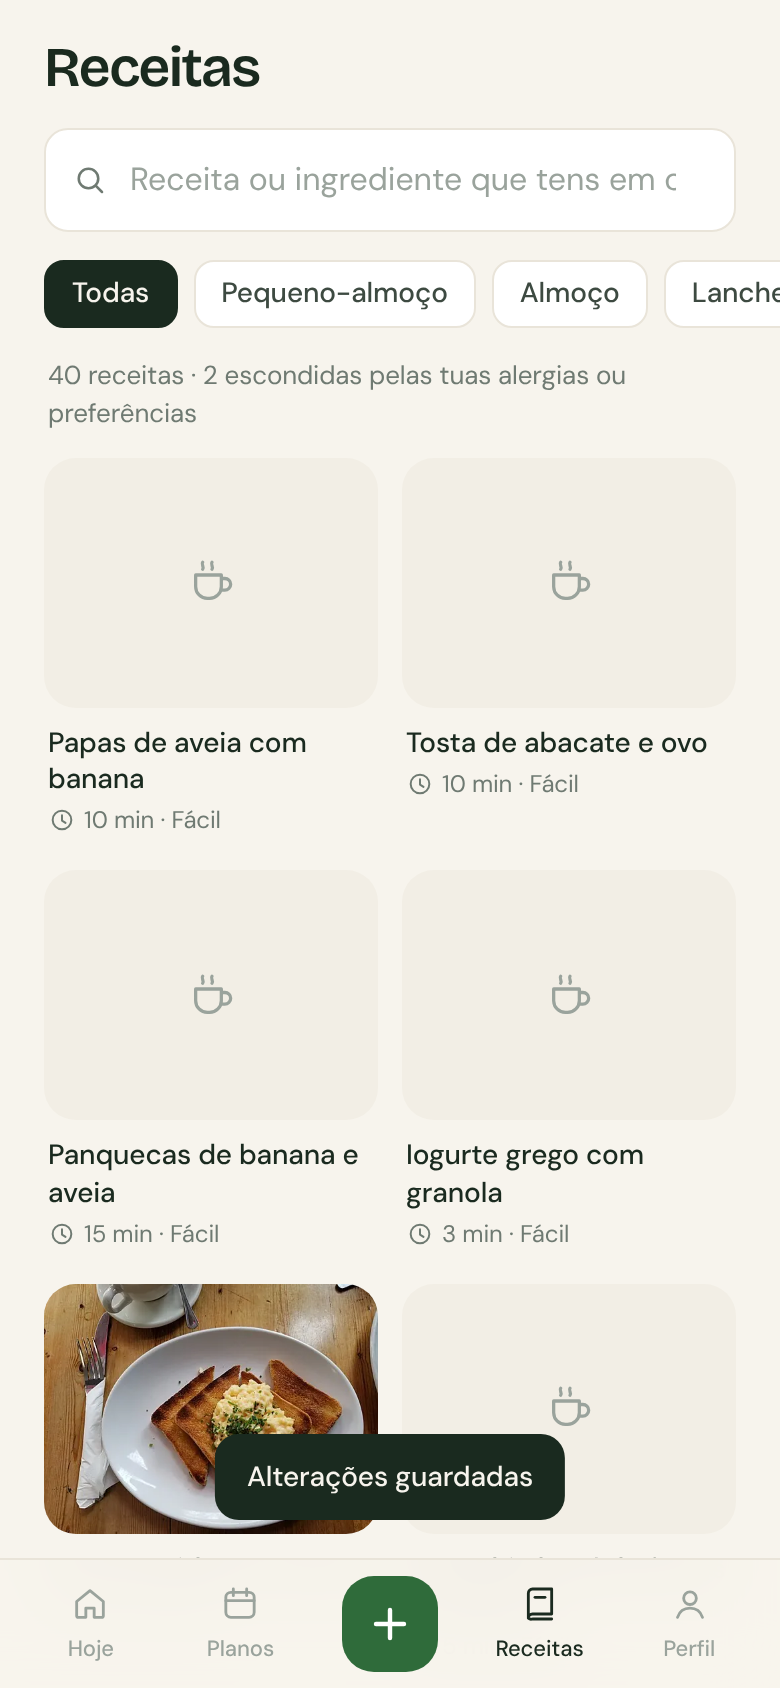 Receitas
Receita ou ingrediente que tens em c
Todas
Pequeno-almoço
Almoço
Lanche
40 receitas · 2 escondidas pelas tuas alergias ou
preferências
Papas de aveia com
banana
10 min · Fácil
Tosta de abacate e ovo
10 min · Fácil
Panquecas de banana e
aveia
15 min · Fácil
Iogurte grego com
granola
3 min · Fácil
Alterações guardadas
Hoje
Planos
Receitas
Perfil